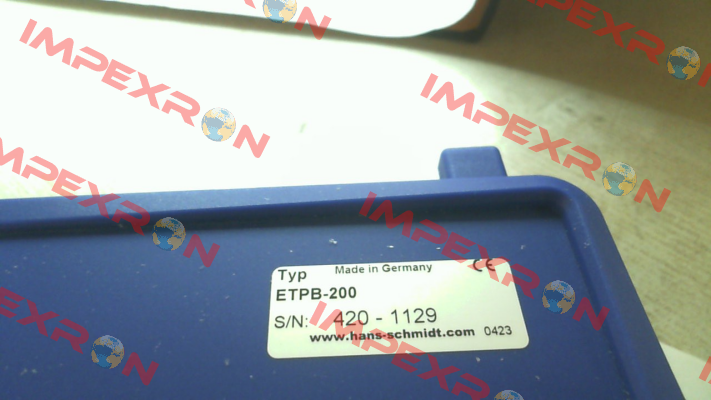 IMPEXRON
IMPEXRON
IMPEXRON
IMPEXRON
IMPEXRON
Typ Made in Germany CE
ETPB-200
S/N: 420 - 1129
www.hans-schmidt.com 0423
IMPEXRON
IMPEXRON